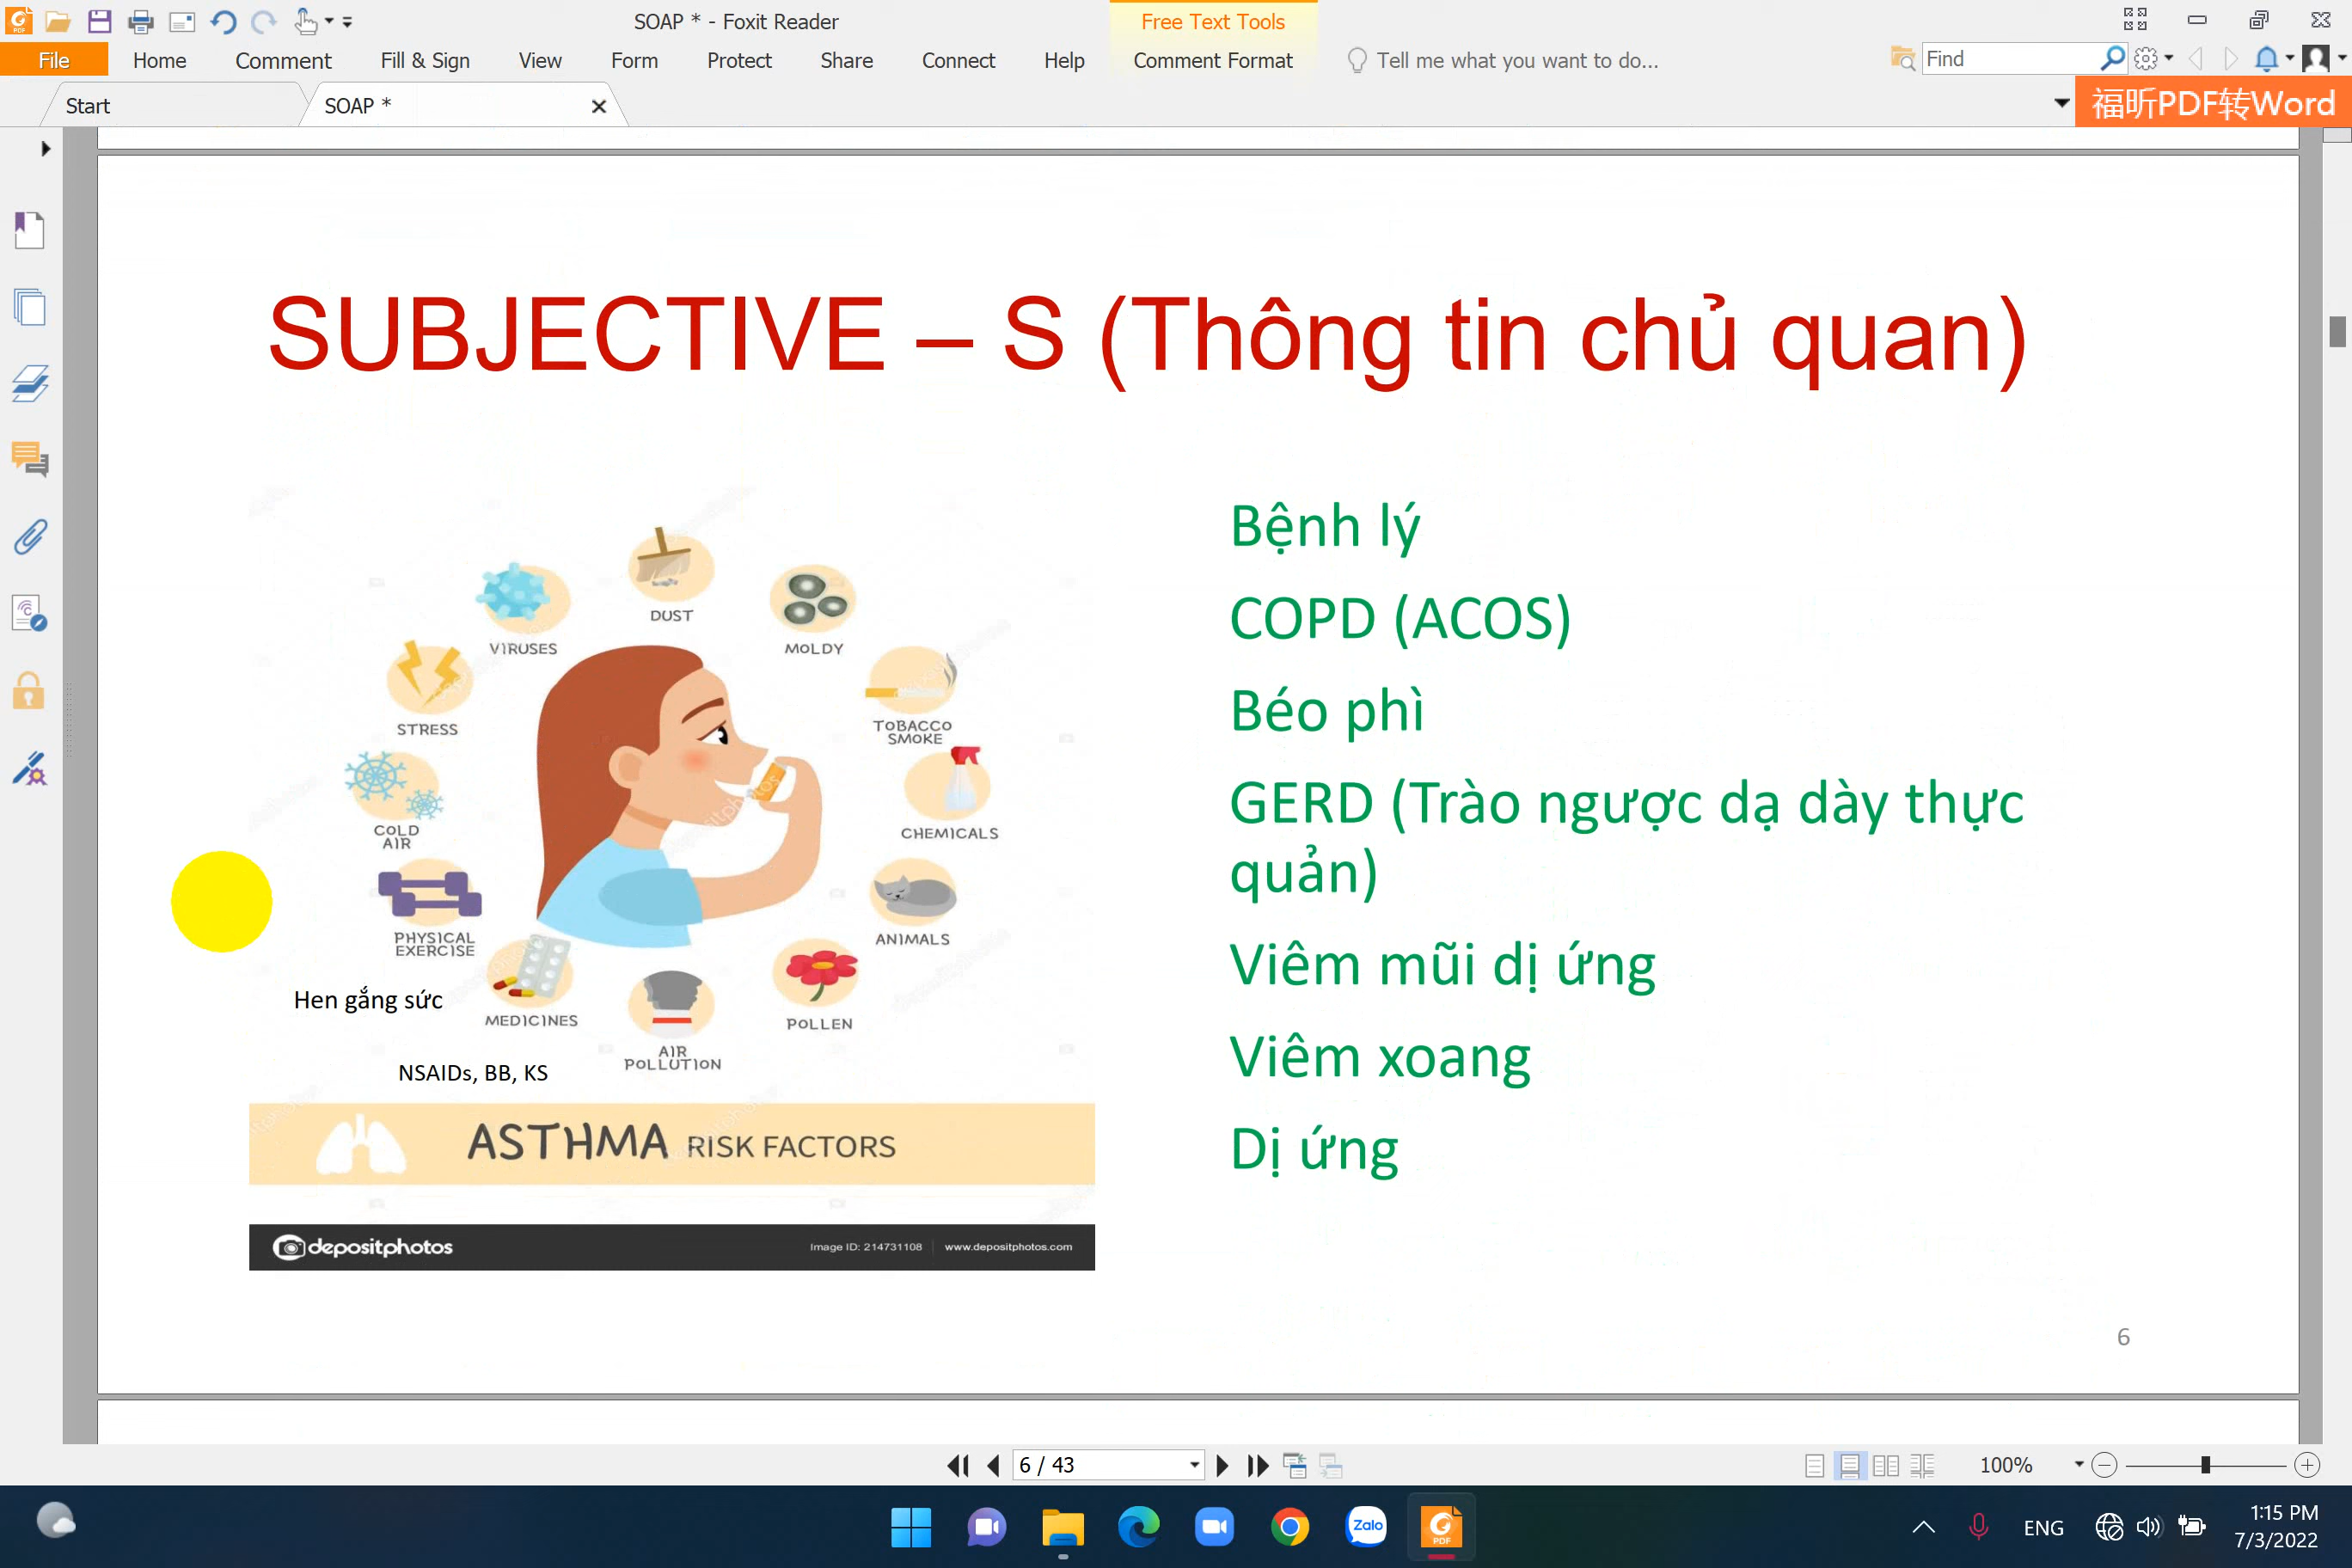 SOAP * - Foxit Reader
Free Text Tools
File
Home
Comment
Fill & Sign
View
Form
Protect
Share
Connect
Help
Comment Format
Tell me what you want to do...
Find
Start
SOAP *
福昕PDF转Word
SUBJECTIVE – S (Thông tin chủ quan)
DUST
VIRUSES
MOLDY
STRESS
TOBACCO
SMOKE
COLD
AIR
CHEMICALS
PHYSICAL
EXERCISE
ANIMALS
Hen gắng sức
MEDICINES
POLLEN
AIR
POLLUTION
NSAIDs, BB, KS
ASTHMA RISK FACTORS
depositphotos
Image ID: 214731108
www.depositphotos.com
Bệnh lý
COPD (ACOS)
Béo phì
GERD (Trào ngược dạ dày thực
quản)
Viêm mũi dị ứng
Viêm xoang
Dị ứng
6
6 / 43
100%
Zalo
PDF
ENG
1:15 PM
7/3/2022